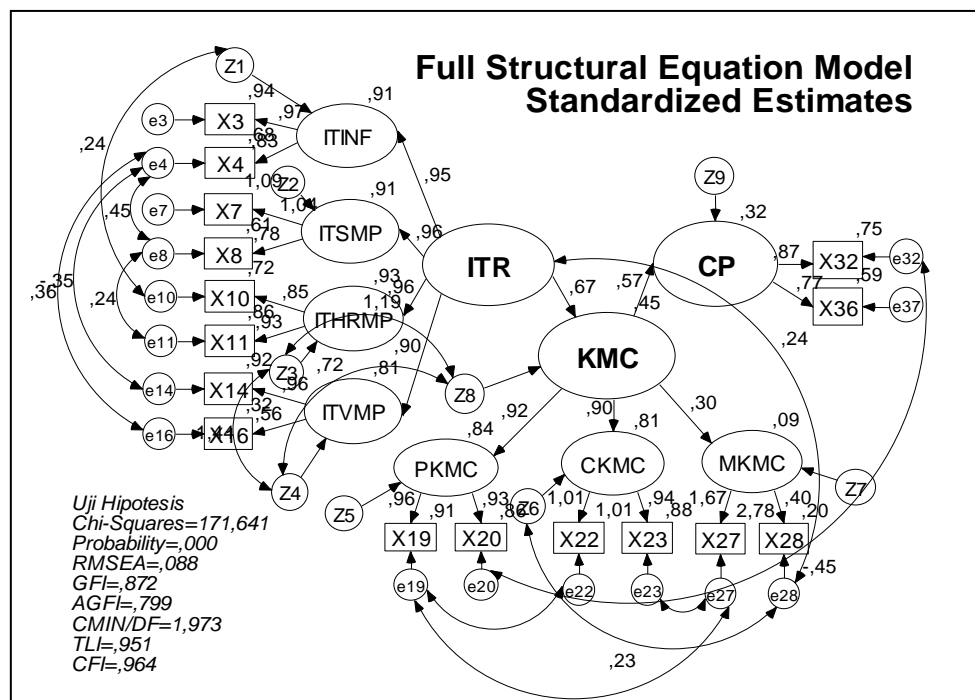 Full Structural Equation Model
Standardized Estimates
Z1
,94
,91
e3
X3
,97
ITINF
,68
,83
,24
e4
X4
,95
1,09
Z2
,91
Z9
e7
X7
1,04
,32
,75
,45
,61
ITSMP
,96
e8
X8
,78
ITR
CP
,87
X32
e32
,72
,93
,67
,57
,59
-,35
,36
,24
e10
X10
,85
,96
1,19
,45
,77
X36
e37
,86
ITHRMP
,24
e11
X11
,93
,90
KMC
,92
Z3
,72
,81
Z8
e14
X14
,96
,32
ITVMP
,92
,90
,30
,56
e16
X16
,84
,81
,09
PKMC
CKMC
MKMC
Z4
Z5
Z6
Z7
,96
,91
,93
,86
1,01
1,01
,94
,88
1,67
2,78
,40
,20
X19
X20
X22
X23
X27
X28
-,45
e19
e20
e22
e23
e27
e28
,23
Uji Hipotesis
Chi-Squares=171,641
Probability=,000
RMSEA=,088
GFI=,872
AGFI=,799
CMIN/DF=1,973
TLI=,951
CFI=,964